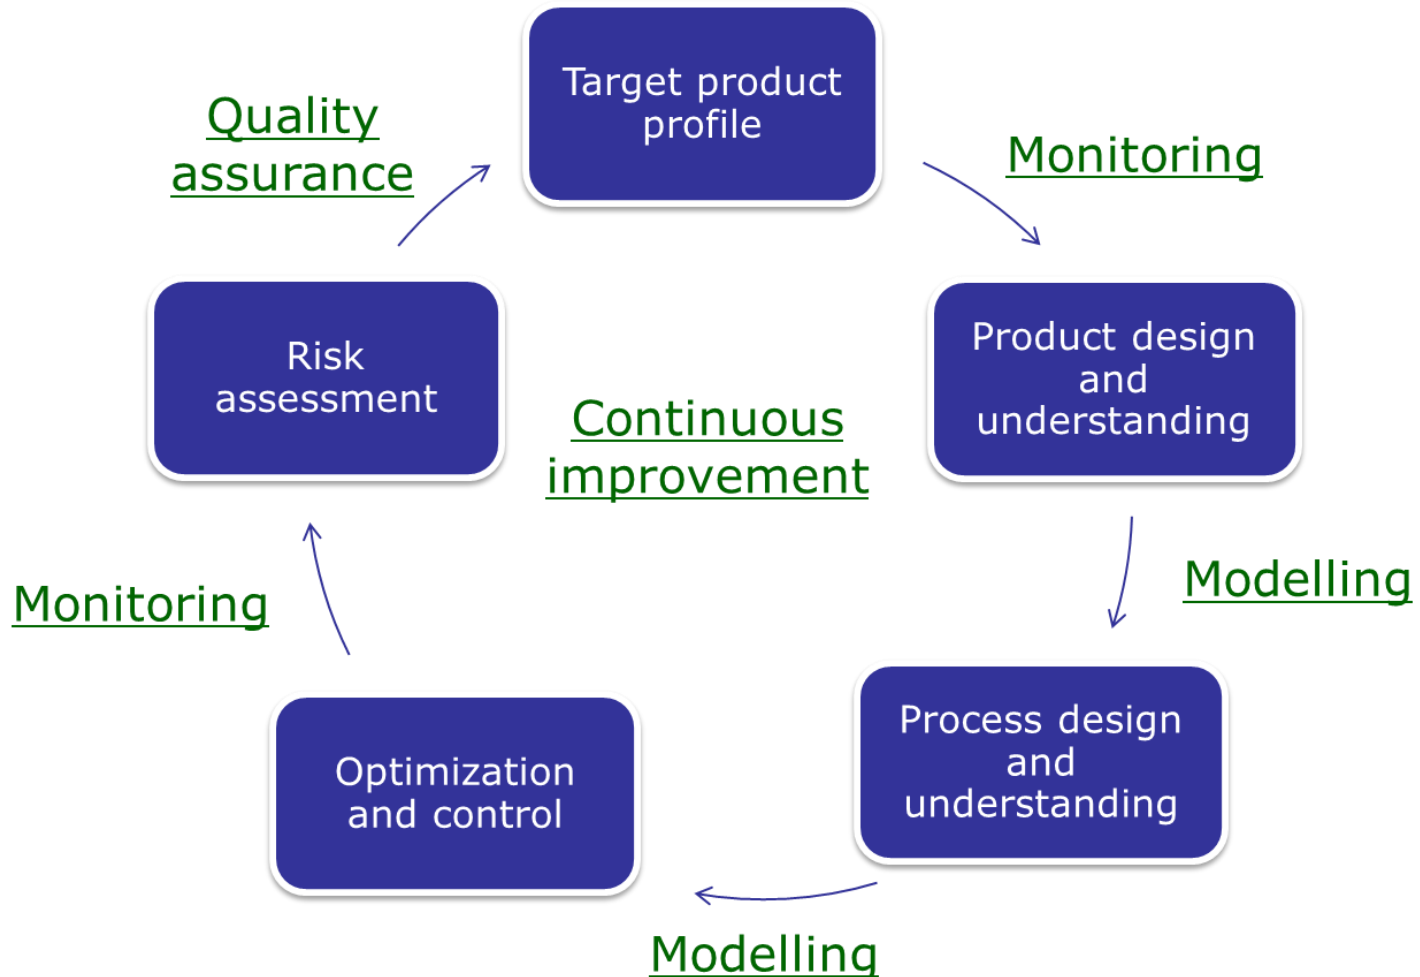 Target product
profile
Quality
assurance
Monitoring
Risk
assessment
Product design
and
understanding
Continuous
improvement
Monitoring
Modelling
Optimization
and control
Process design
and
understanding
Modelling